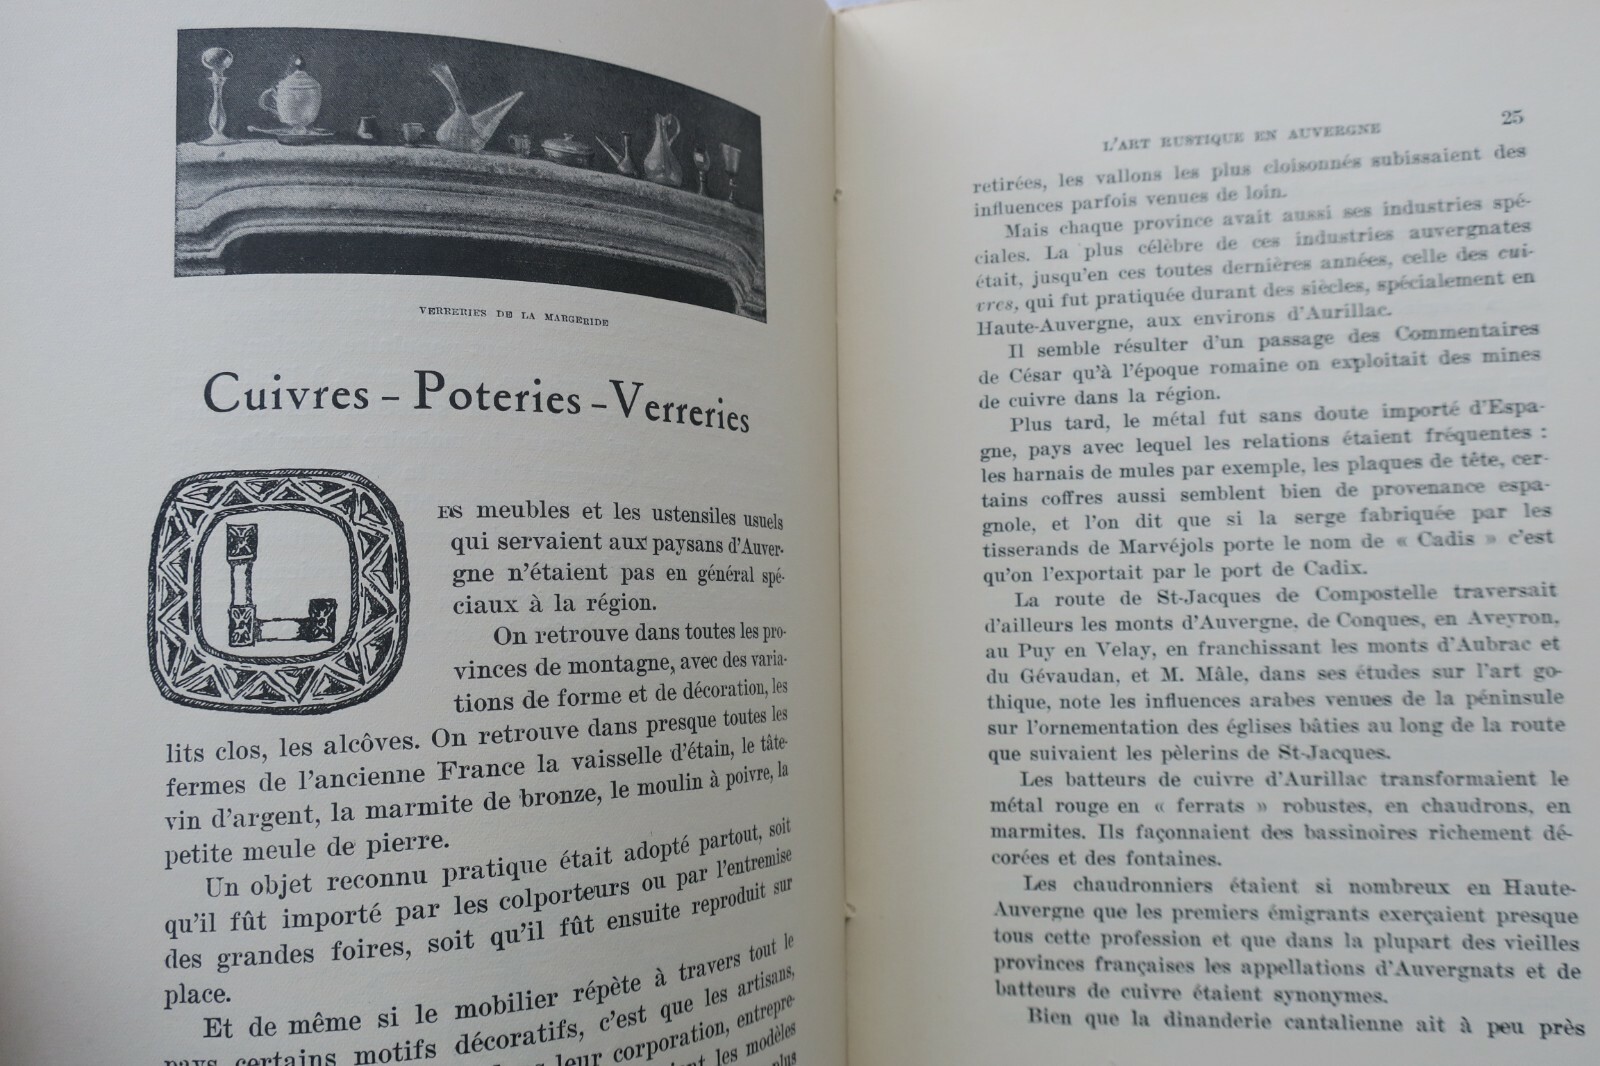 VERRERIES DE LA MARGERIDE
Cuivres – Poteries – Verreries
LES meubles et les ustensiles usuels
qui servaient aux paysans d'Auver-
gne n'étaient pas en général spé-
ciaux à la région.
On retrouve dans toutes les pro-
vinces de montagne, avec des varia-
tions de forme et de décoration, les
lits clos, les alcôves. On retrouve dans presque toutes les
fermes de l'ancienne France la vaisselle d'étain, le tâte-
vin d'argent, la marmite de bronze, le moulin à poivre, la
petite meule de pierre.
Un objet reconnu pratique était adopté partout, soit
qu'il fût importé par les colporteurs ou par l'entremise
des grandes foires, soit qu'il fût ensuite reproduit sur
place.
Et de même si le mobilier répète à travers tout le
pays certains motifs décoratifs, c'est que les artisans,
leur corporation, entrepre-
les modèles
plus
L'ART RUSTIQUE EN AUVERGNE 25
retirées, les vallons les plus cloisonnés subissaient des
influences parfois venues de loin.
Mais chaque province avait aussi ses industries spé-
ciales. La plus célèbre de ces industries auvergnates
était, jusqu'en ces toutes dernières années, celle des cui-
vres, qui fut pratiquée durant des siècles, spécialement en
Haute-Auvergne, aux environs d'Aurillac.
Il semble résulter d'un passage des Commentaires
de César qu'à l'époque romaine on exploitait des mines
de cuivre dans la région.
Plus tard, le métal fut sans doute importé d'Espa-
gne, pays avec lequel les relations étaient fréquentes :
les harnais de mules par exemple, les plaques de tête, cer-
tains coffres aussi semblent bien de provenance espa-
gnole, et l'on dit que si la serge fabriquée par les
tisserands de Marvéjols porte le nom de « Cadis » c'est
qu'on l'exportait par le port de Cadix.
La route de St-Jacques de Compostelle traversait
d'ailleurs les monts d'Auvergne, de Conques, en Aveyron,
au Puy en Velay, en franchissant les monts d'Aubrac et
du Gévaudan, et M. Mâle, dans ses études sur l'art go-
thique, note les influences arabes venues de la péninsule
sur l'ornementation des églises bâties au long de la route
que suivaient les pèlerins de St-Jacques.
Les batteurs de cuivre d'Aurillac transformaient le
métal rouge en « ferrats » robustes, en chaudrons, en
marmites. Ils façonnaient des bassinoires richement dé-
corées et des fontaines.
Les chaudronniers étaient si nombreux en Haute-
Auvergne que les premiers émigrants exerçaient presque
tous cette profession et que dans la plupart des vieilles
provinces françaises les appellations d'Auvergnats et de
batteurs de cuivre étaient synonymes.
Bien que la dinanderie cantalienne ait à peu près